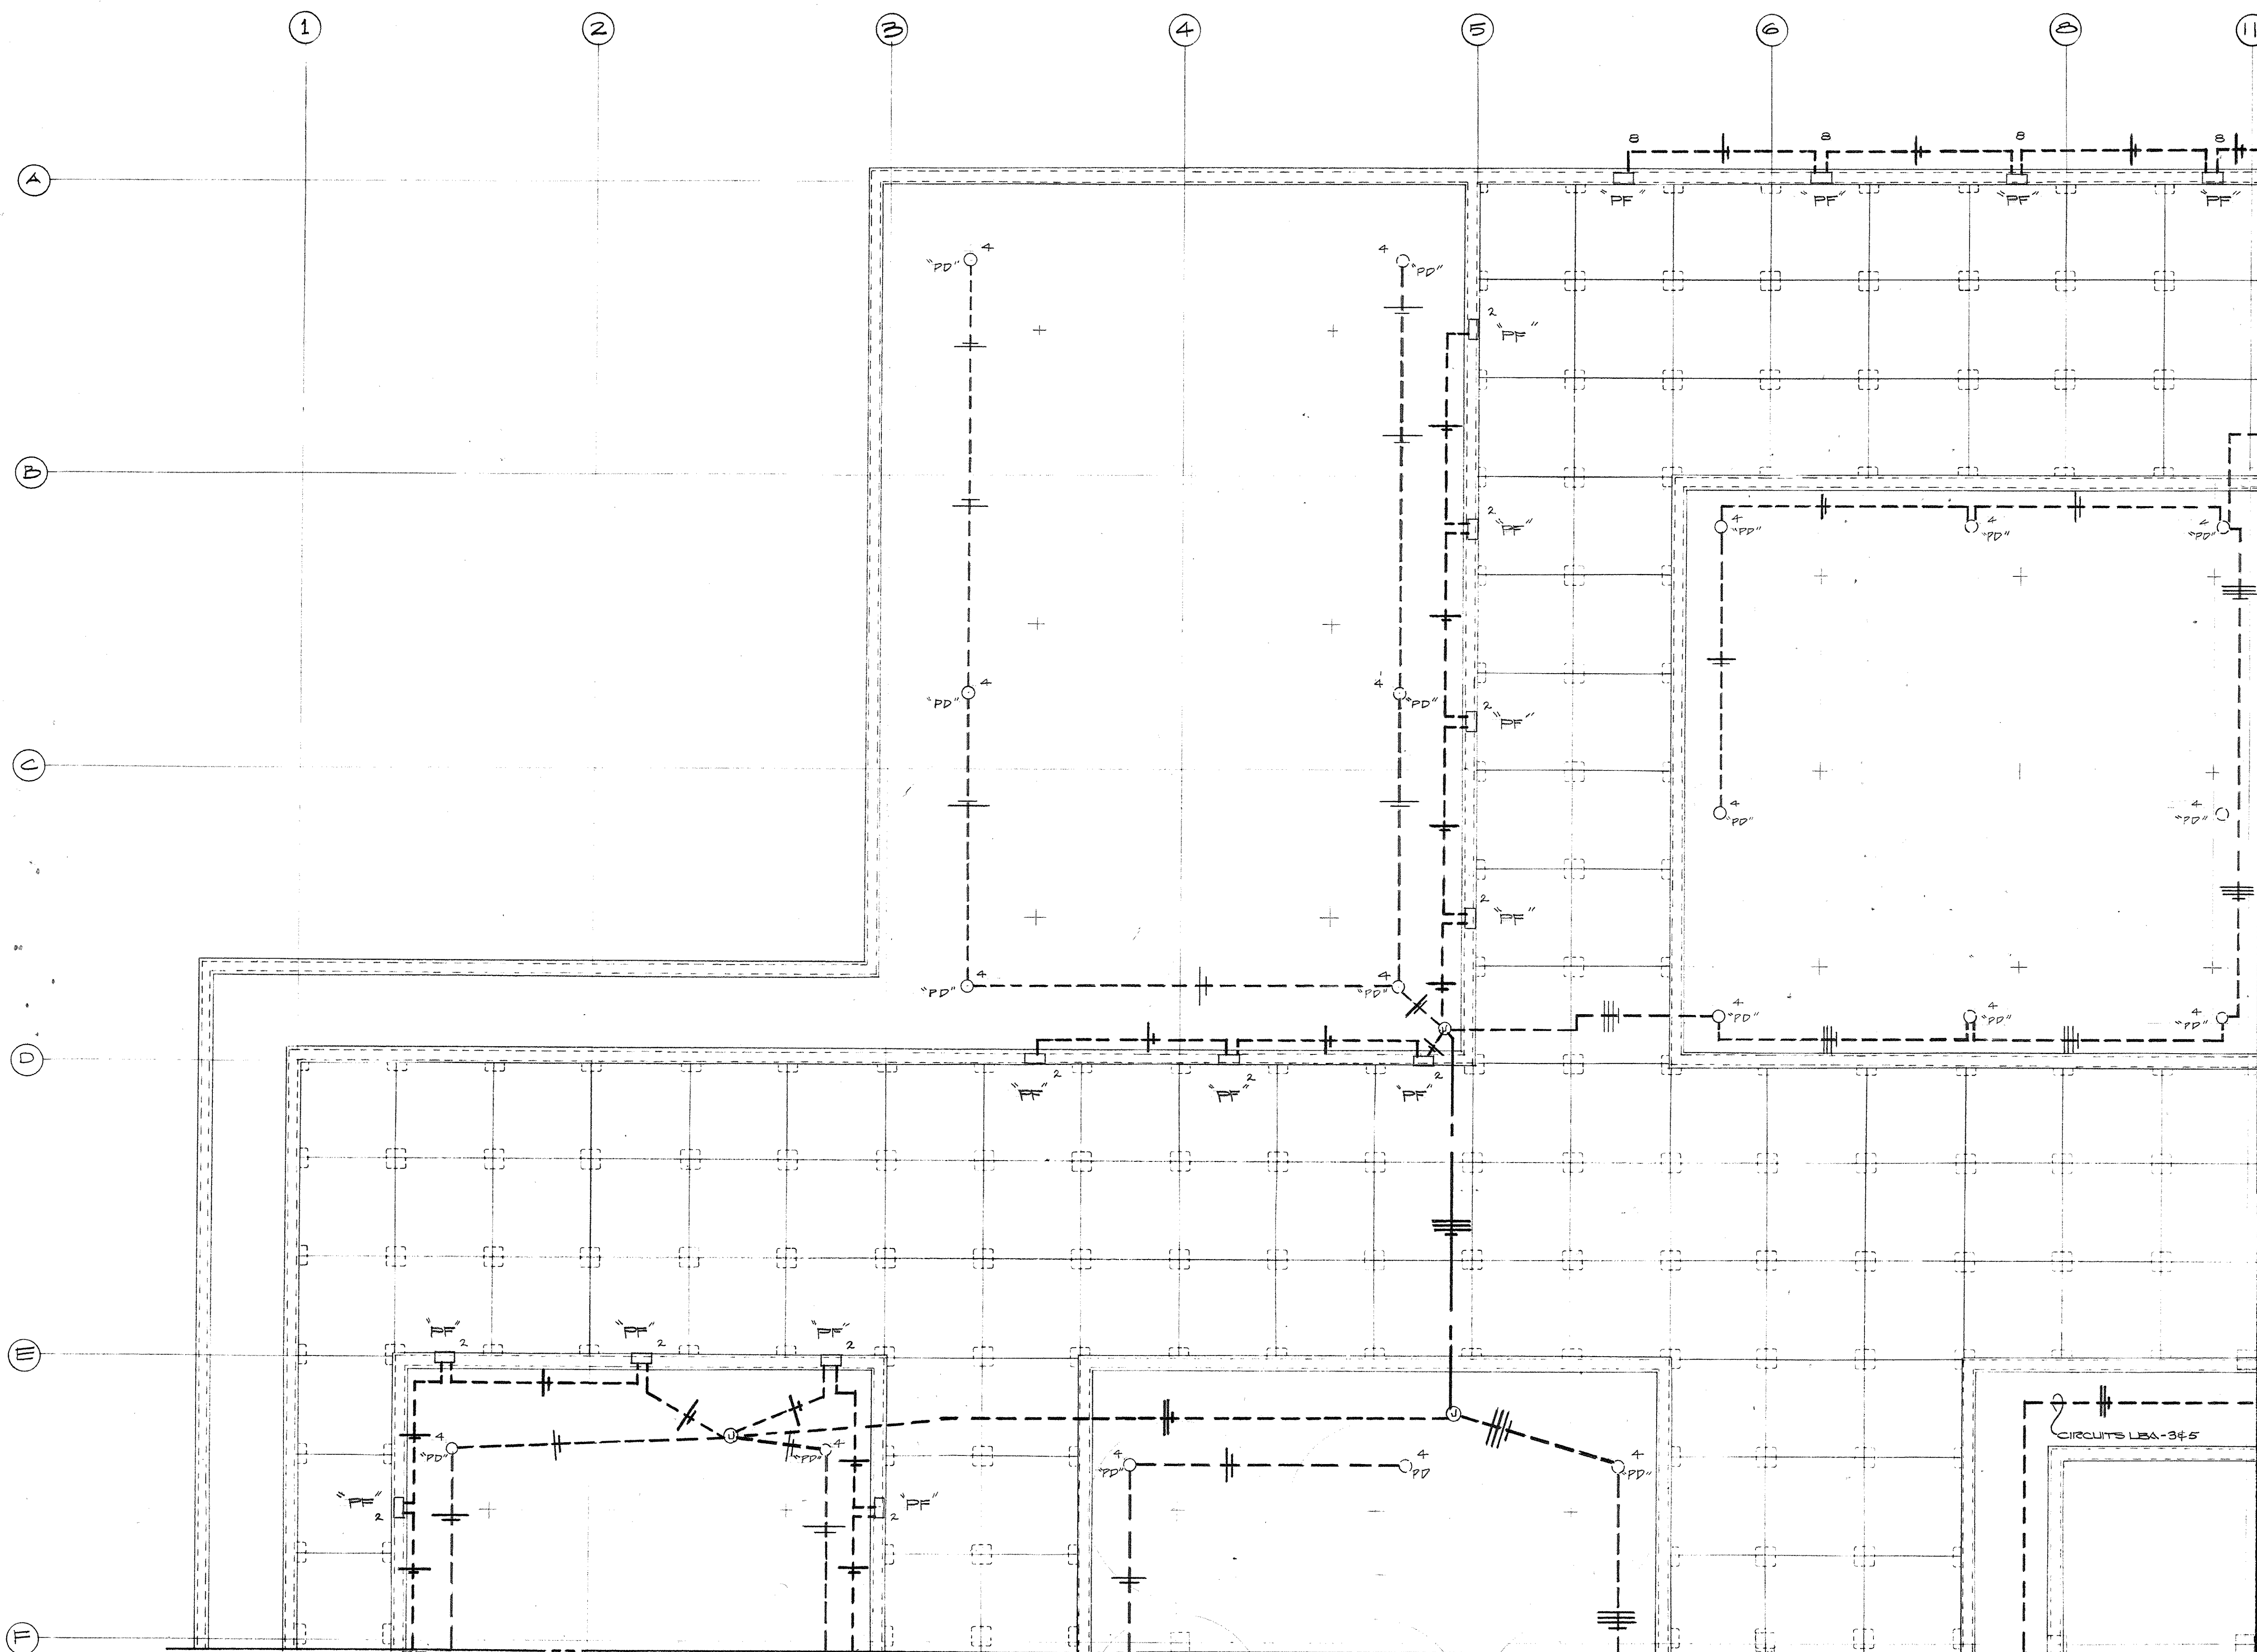 1 2 3 4 5 6 8 11
8 8 8 8
A
"PF" "PF" "PF" "PF"
4 4
"PD" "PD"
2
"PF"
B
2
"PF"
4 4 4
"PD" "PD" "PD"
4 4
"PD" "PD"
2
"PF"
C
4 4
"PD" "PD"
2
"PF"
4 4
"PD" "PD"
4 4 4
"PD" "PD" "PD"
J
D
2 2 2
"PF" "PF" "PF"
"PF" "PF" "PF"
2 2 2
E
J
J
CIRCUITS LBA-3&5
4 4
"PD" "PD"
4 4 4
"PD" PD "PD"
"PF" "PF"
2 2
F